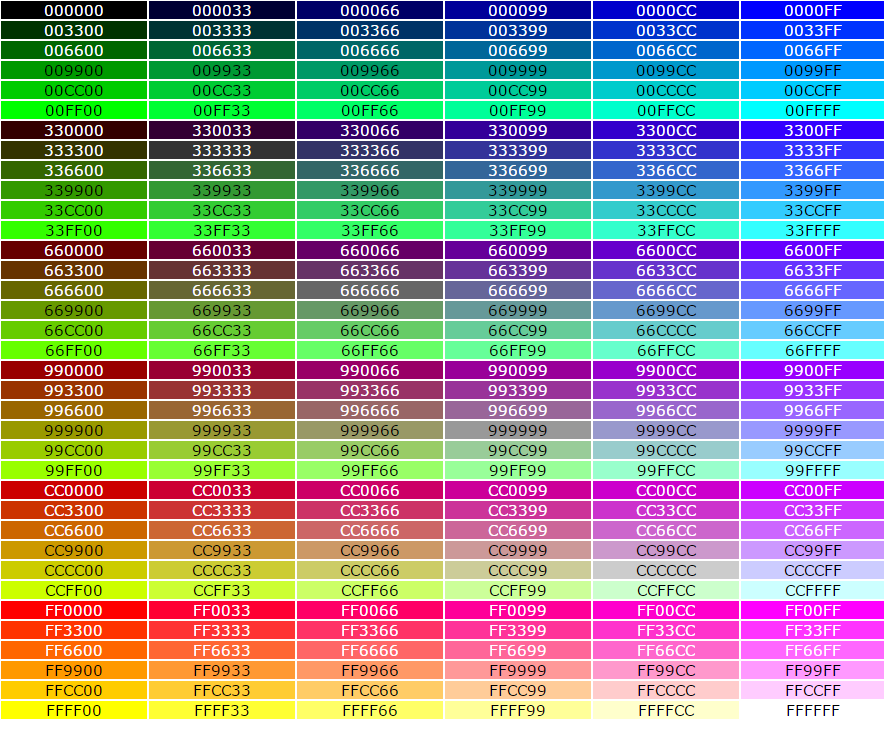 000000 000033 000066 000099 0000CC 0000FF
003300 003333 003366 003399 0033CC 0033FF
006600 006633 006666 006699 0066CC 0066FF
009900 009933 009966 009999 0099CC 0099FF
00CC00 00CC33 00CC66 00CC99 00CCCC 00CCFF
00FF00 00FF33 00FF66 00FF99 00FFCC 00FFFF
330000 330033 330066 330099 3300CC 3300FF
333300 333333 333366 333399 3333CC 3333FF
336600 336633 336666 336699 3366CC 3366FF
339900 339933 339966 339999 3399CC 3399FF
33CC00 33CC33 33CC66 33CC99 33CCCC 33CCFF
33FF00 33FF33 33FF66 33FF99 33FFCC 33FFFF
660000 660033 660066 660099 6600CC 6600FF
663300 663333 663366 663399 6633CC 6633FF
666600 666633 666666 666699 6666CC 6666FF
669900 669933 669966 669999 6699CC 6699FF
66CC00 66CC33 66CC66 66CC99 66CCCC 66CCFF
66FF00 66FF33 66FF66 66FF99 66FFCC 66FFFF
990000 990033 990066 990099 9900CC 9900FF
993300 993333 993366 993399 9933CC 9933FF
996600 996633 996666 996699 9966CC 9966FF
999900 999933 999966 999999 9999CC 9999FF
99CC00 99CC33 99CC66 99CC99 99CCCC 99CCFF
99FF00 99FF33 99FF66 99FF99 99FFCC 99FFFF
CC0000 CC0033 CC0066 CC0099 CC00CC CC00FF
CC3300 CC3333 CC3366 CC3399 CC33CC CC33FF
CC6600 CC6633 CC6666 CC6699 CC66CC CC66FF
CC9900 CC9933 CC9966 CC9999 CC99CC CC99FF
CCCC00 CCCC33 CCCC66 CCCC99 CCCCCC CCCCFF
CCFF00 CCFF33 CCFF66 CCFF99 CCFFCC CCFFFF
FF0000 FF0033 FF0066 FF0099 FF00CC FF00FF
FF3300 FF3333 FF3366 FF3399 FF33CC FF33FF
FF6600 FF6633 FF6666 FF6699 FF66CC FF66FF
FF9900 FF9933 FF9966 FF9999 FF99CC FF99FF
FFCC00 FFCC33 FFCC66 FFCC99 FFCCCC FFCCFF
FFFF00 FFFF33 FFFF66 FFFF99 FFFFCC FFFFFF